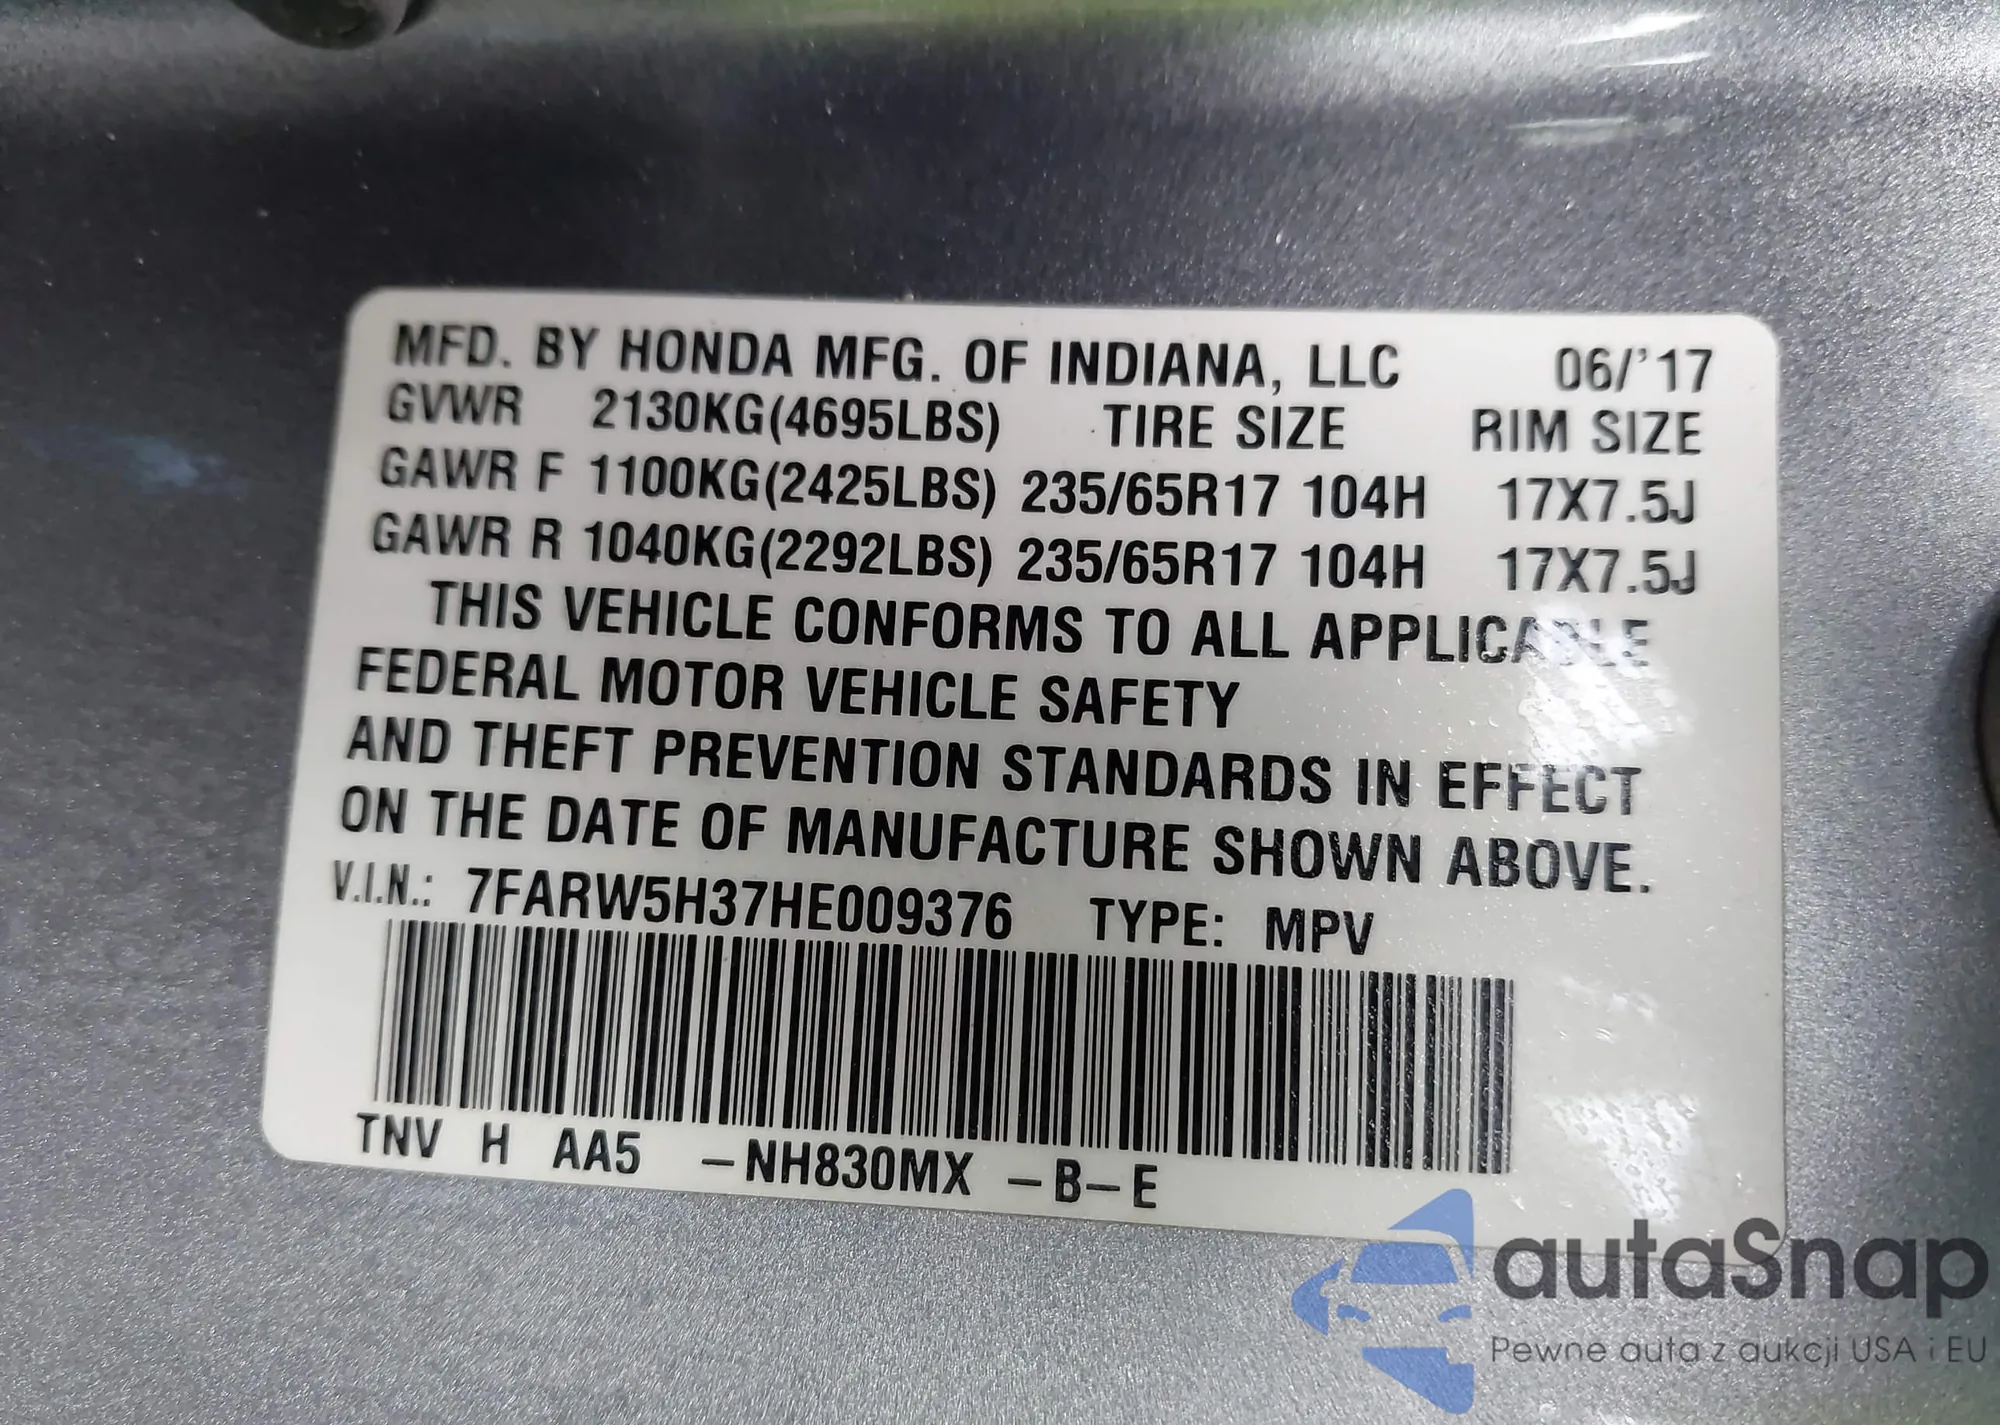 MFD. BY HONDA MFG. OF INDIANA, LLC 06/'17
GVWR 2130KG(4695LBS) TIRE SIZE RIM SIZE
GAWR F 1100KG(2425LBS) 235/65R17 104H 17X7.5J
GAWR R 1040KG(2292LBS) 235/65R17 104H 17X7.5J
THIS VEHICLE CONFORMS TO ALL APPLICABLE
FEDERAL MOTOR VEHICLE SAFETY
AND THEFT PREVENTION STANDARDS IN EFFECT
ON THE DATE OF MANUFACTURE SHOWN ABOVE.
V.I.N.: 7FARW5H37HE009376 TYPE: MPV
TNV H AA5 -NH830MX -B-E
autaSnap
Pewne auta z aukcji USA i EU